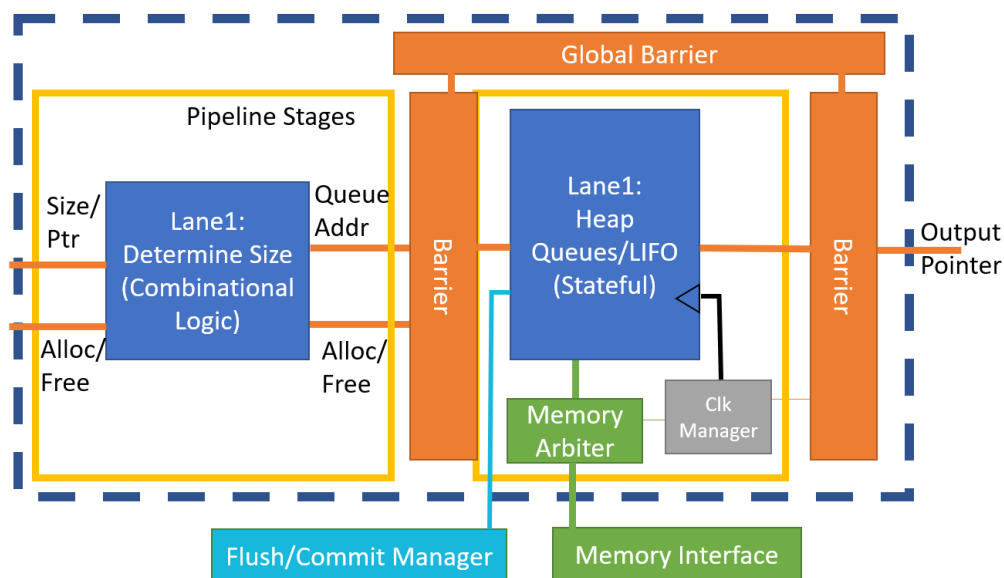 Global Barrier
Pipeline Stages
Size/
Ptr
Alloc/
Free
Lane1:
Determine Size
(Combinational
Logic)
Queue
Addr
Alloc/
Free
Barrier
Lane1:
Heap
Queues/LIFO
(Stateful)
Memory
Arbiter
Clk
Manager
Barrier
Output
Pointer
Flush/Commit Manager
Memory Interface